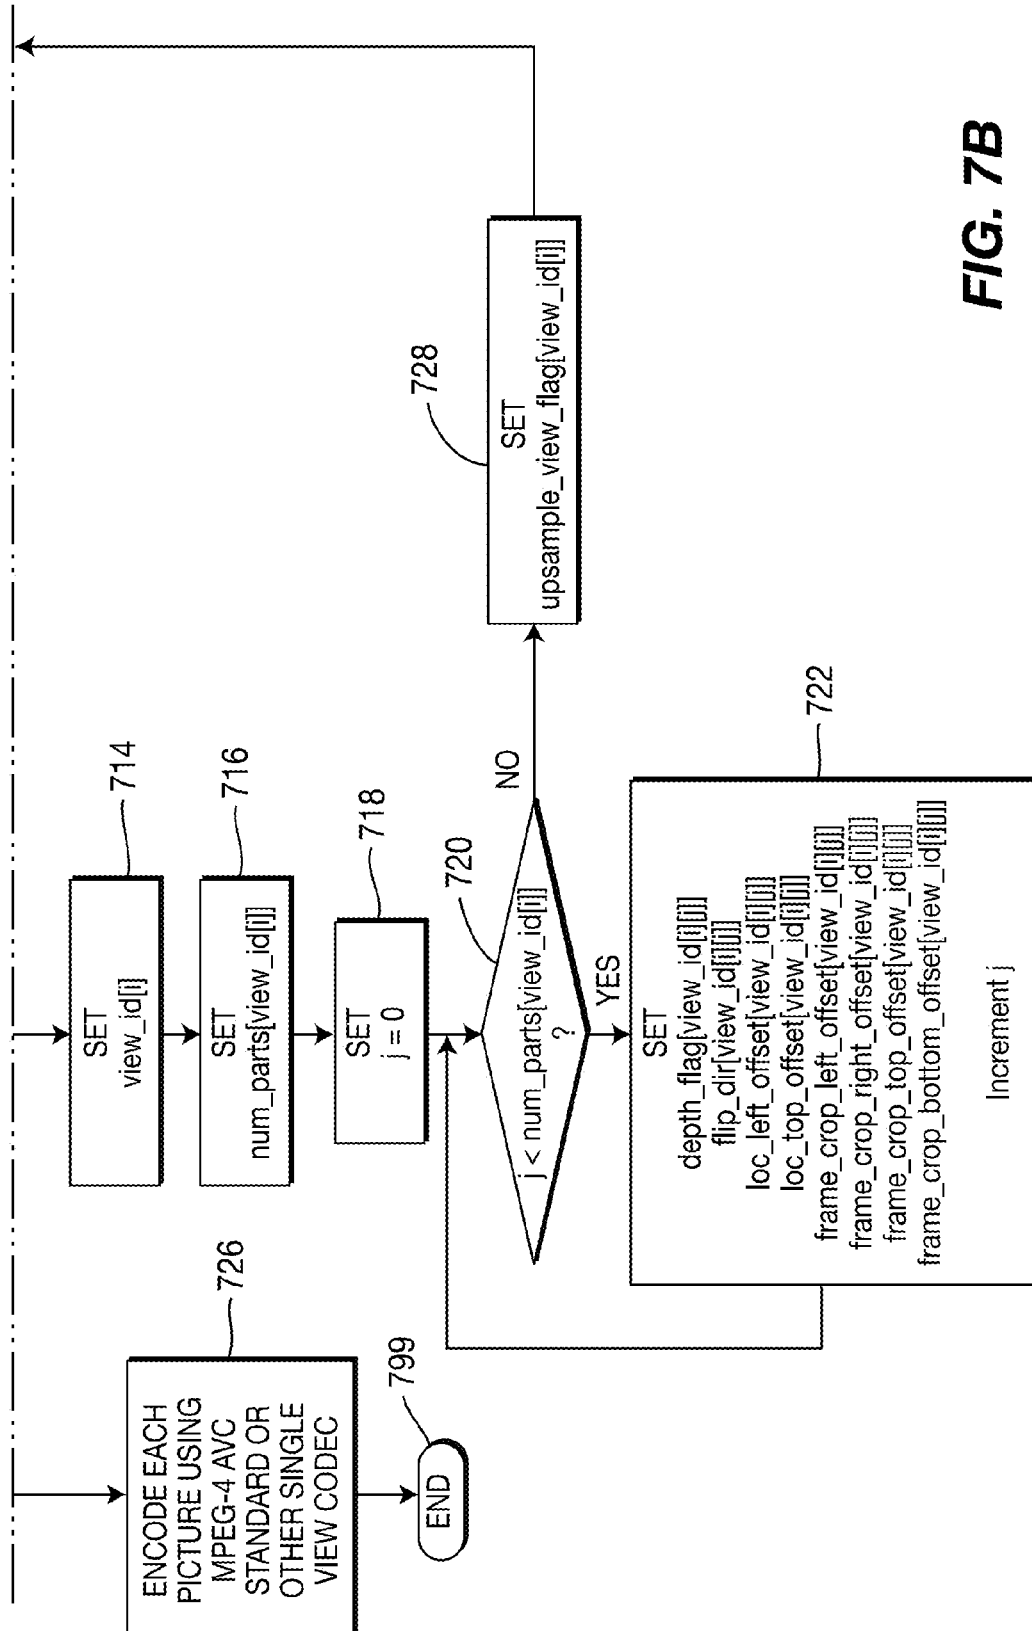 ENCODE EACH
PICTURE USING
MPEG-4 AVC
STANDARD OR
OTHER SINGLE
VIEW CODEC
726
END
799
SET
view_id[i]
714
SET
num_parts[view_id[i]]
716
SET
j = 0
718
j < num_parts[view_id[i]]
?
720
NO
YES
SET
upsample_view_flag[view_id[i]]
728
SET
depth_flag[view_id[i][j]]
flip_dir[view_id[i][j]]
loc_left_offset[view_id[i][j]]
loc_top_offset[view_id[i][j]]
frame_crop_left_offset[view_id[i][j]]
frame_crop_right_offset[view_id[i][j]]
frame_crop_top_offset[view_id[i][j]]
frame_crop_bottom_offset[view_id[i][j]]
Increment j
722
FIG. 7B